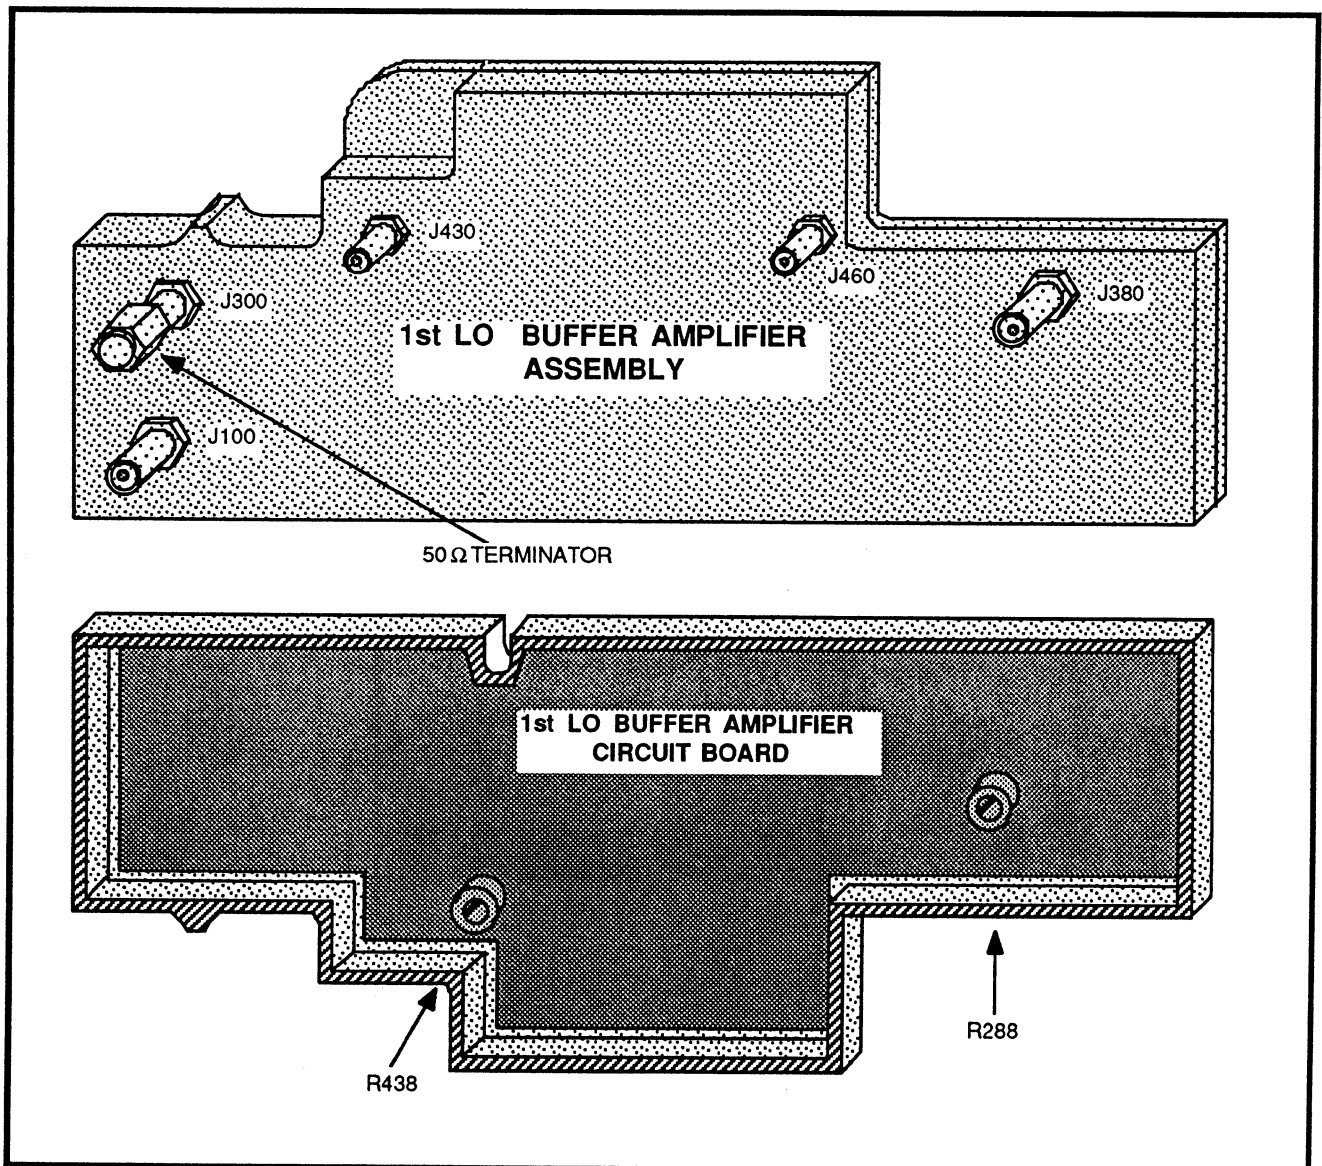 J430
J460
J300
J380
1st LO BUFFER AMPLIFIER
ASSEMBLY
J100
50 Ω TERMINATOR
1st LO BUFFER AMPLIFIER
CIRCUIT BOARD
R288
R438